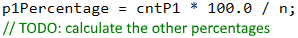 p1Percentage = cntP1 * 100.0 / n;
// TODO: calculate the other percentages